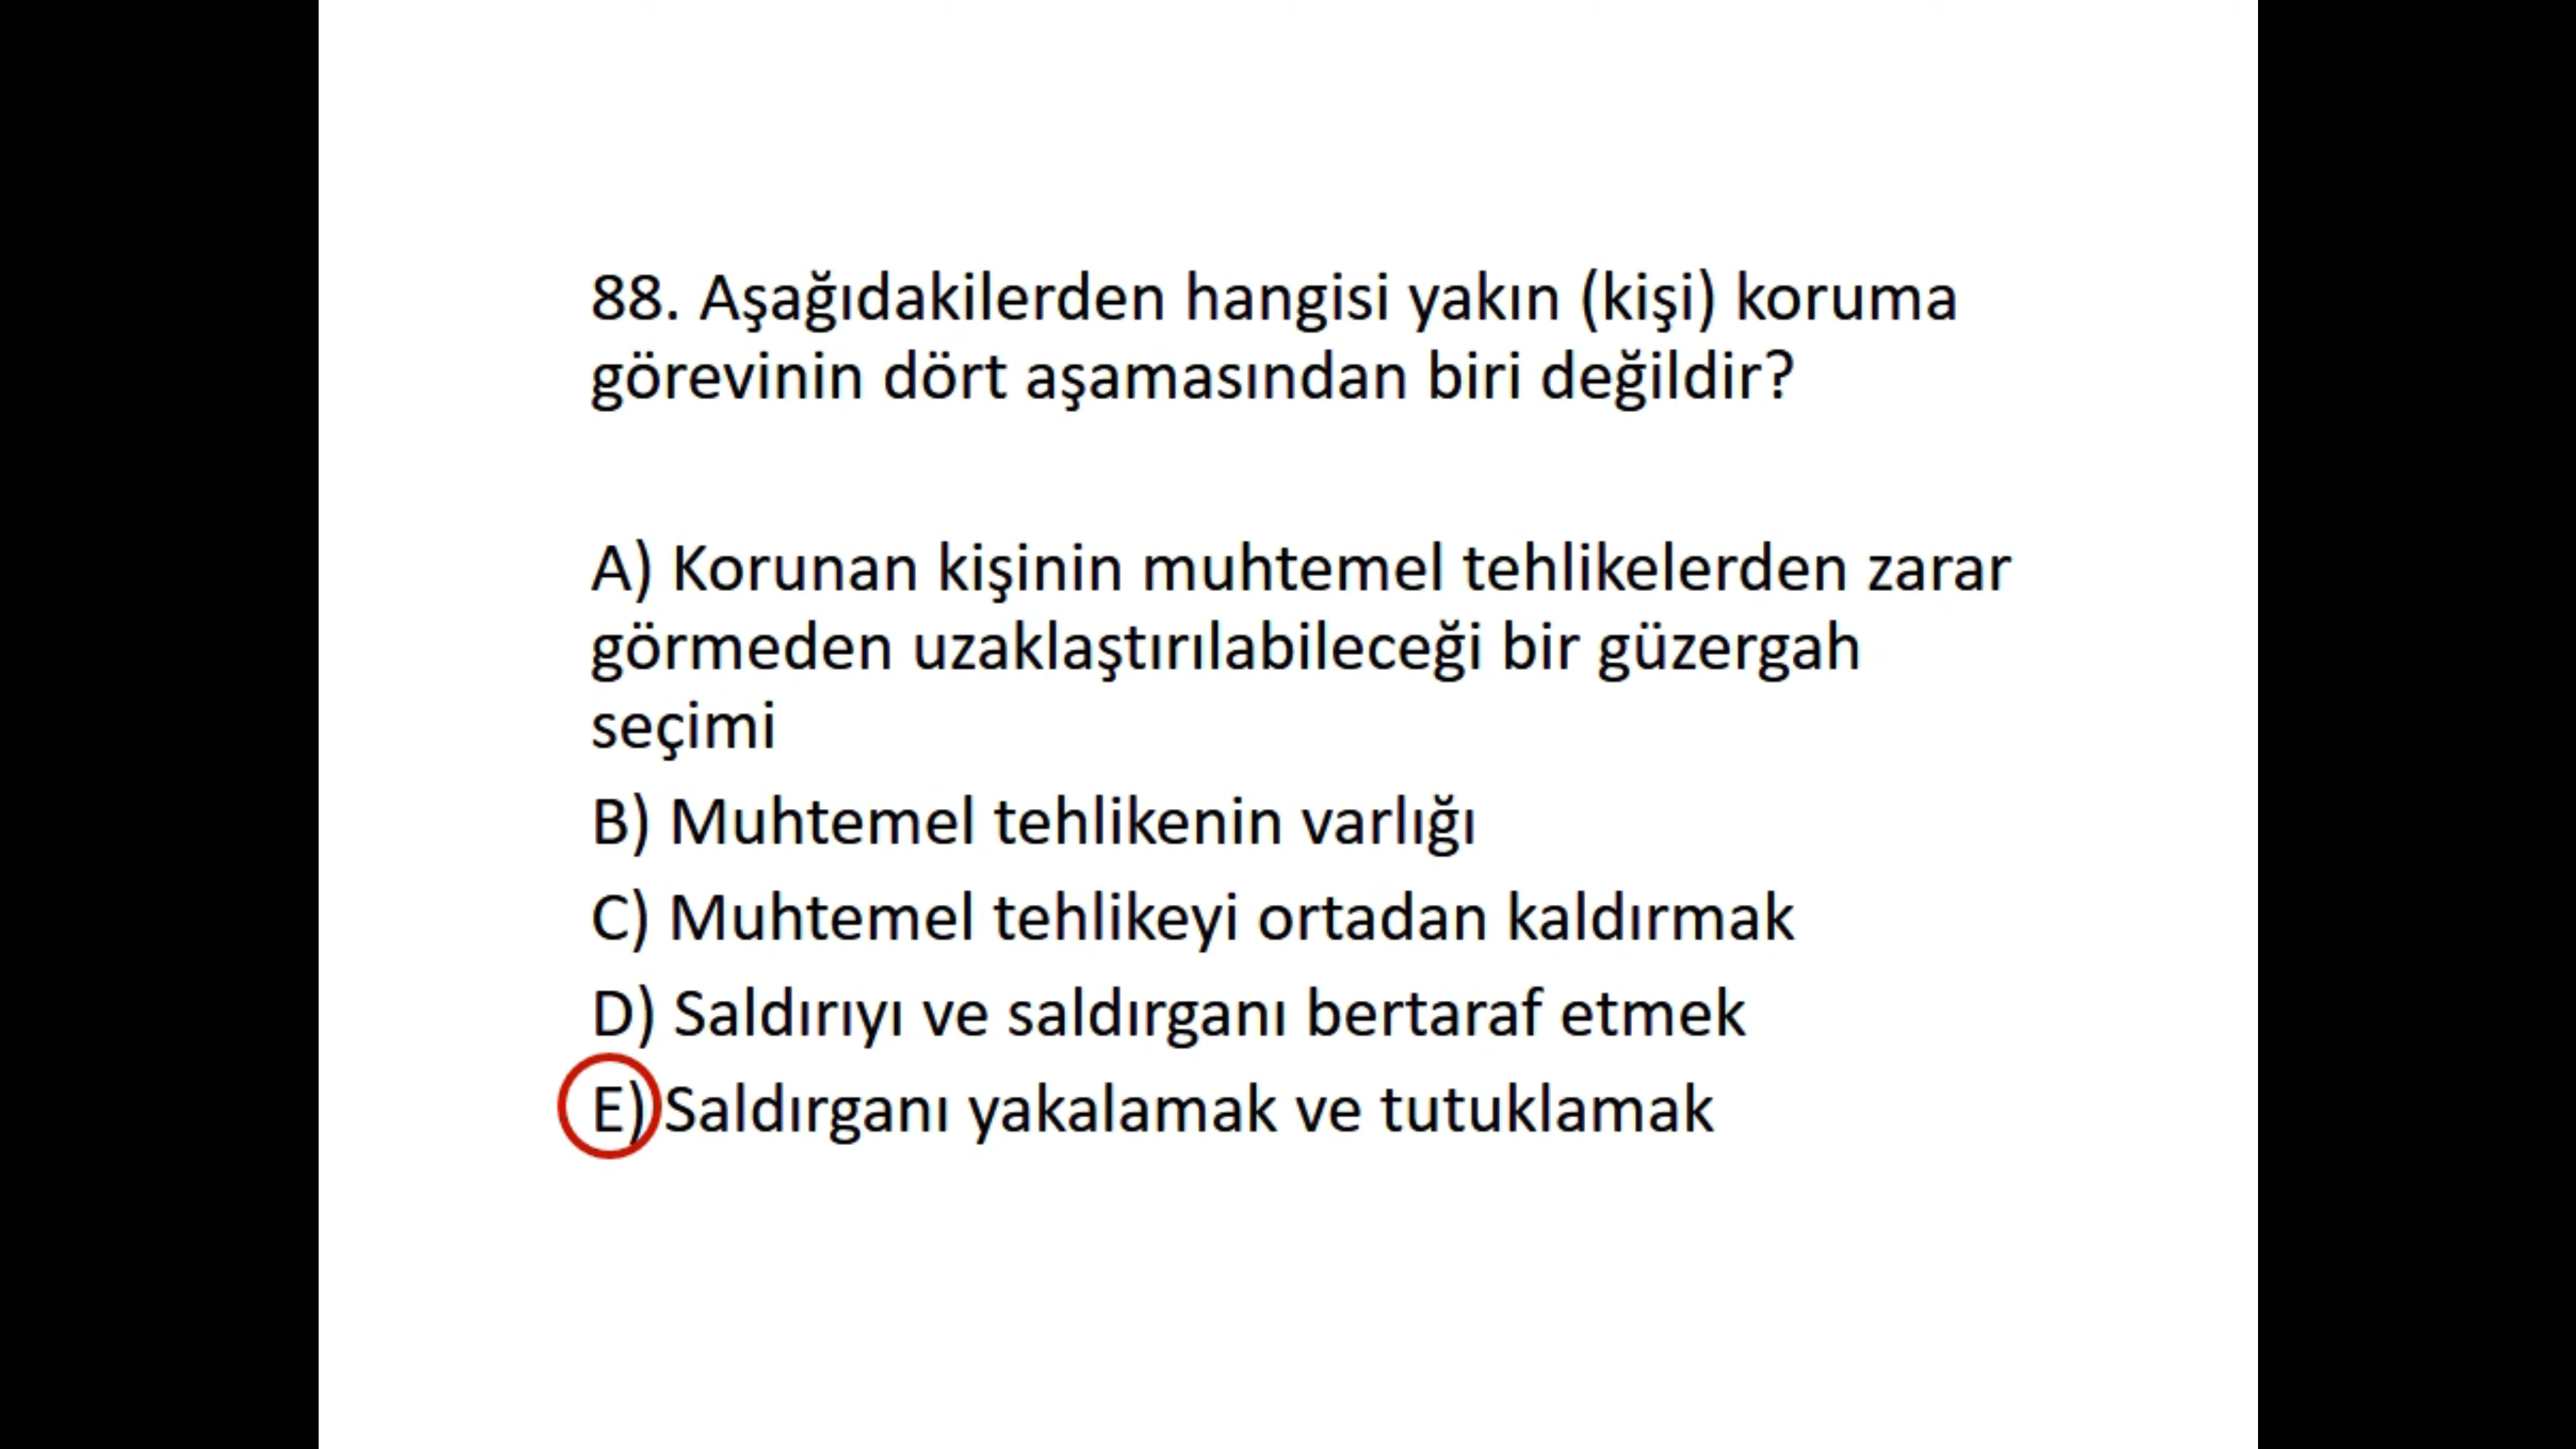 88. Aşağıdakilerden hangisi yakın (kişi) koruma
görevinin dört aşamasından biri değildir?
A) Korunan kişinin muhtemel tehlikelerden zarar
görmeden uzaklaştırılabileceği bir güzergah
seçimi
B) Muhtemel tehlikenin varlığı
C) Muhtemel tehlikeyi ortadan kaldırmak
D) Saldırıyı ve saldırganı bertaraf etmek
E) Saldırganı yakalamak ve tutuklamak